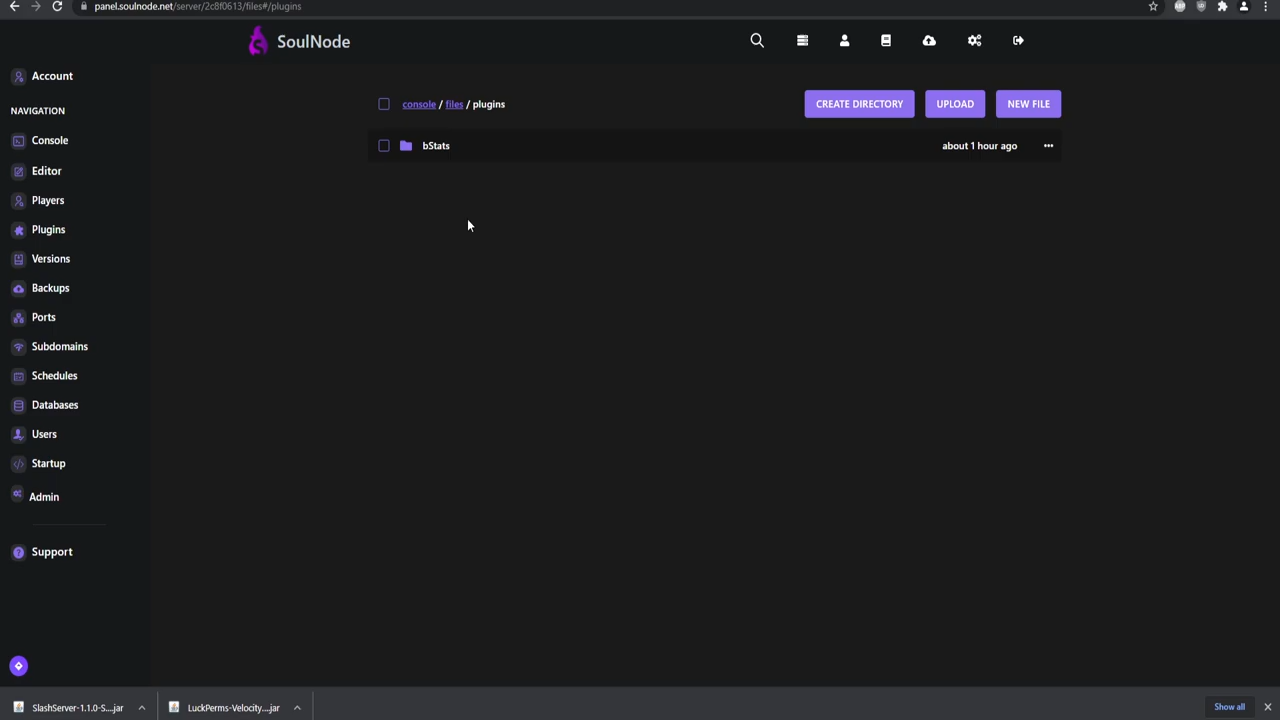 panel.soulnode.net/server/2c8f0613/files#/plugins
SoulNode
Account
NAVIGATION
Console
Editor
Players
Plugins
Versions
Backups
Ports
Subdomains
Schedules
Databases
Users
Startup
Admin
Support
console / files / plugins
CREATE DIRECTORY
UPLOAD
NEW FILE
bStats
about 1 hour ago
SlashServer-1.1.0-S....jar
LuckPerms-Velocity....jar
Show all